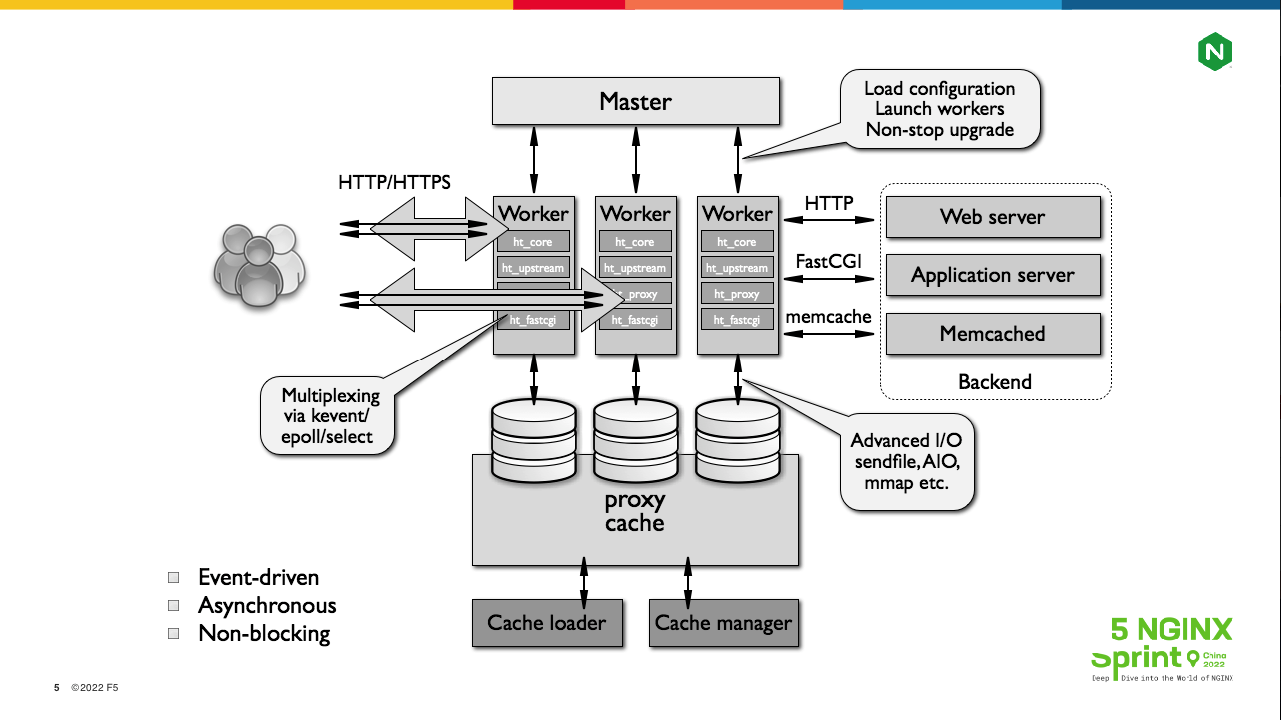 N
Master
Load configuration
Launch workers
Non-stop upgrade
HTTP/HTTPS
Worker
ht_core
ht_upstream
ht_fastcgi
Worker
ht_core
ht_upstream
ht_proxy
ht_fastcgi
Worker
ht_core
ht_upstream
ht_proxy
ht_fastcgi
HTTP
FastCGI
memcache
Web server
Application server
Memcached
Backend
Multiplexing
via kevent/
epoll/select
Advanced I/O
sendfile, AIO,
mmap etc.
proxy
cache
Cache loader
Cache manager
Event-driven
Asynchronous
Non-blocking
5 NGINX
Sprint China
2022
Deep Dive into the World of NGINX
5 ©2022 F5